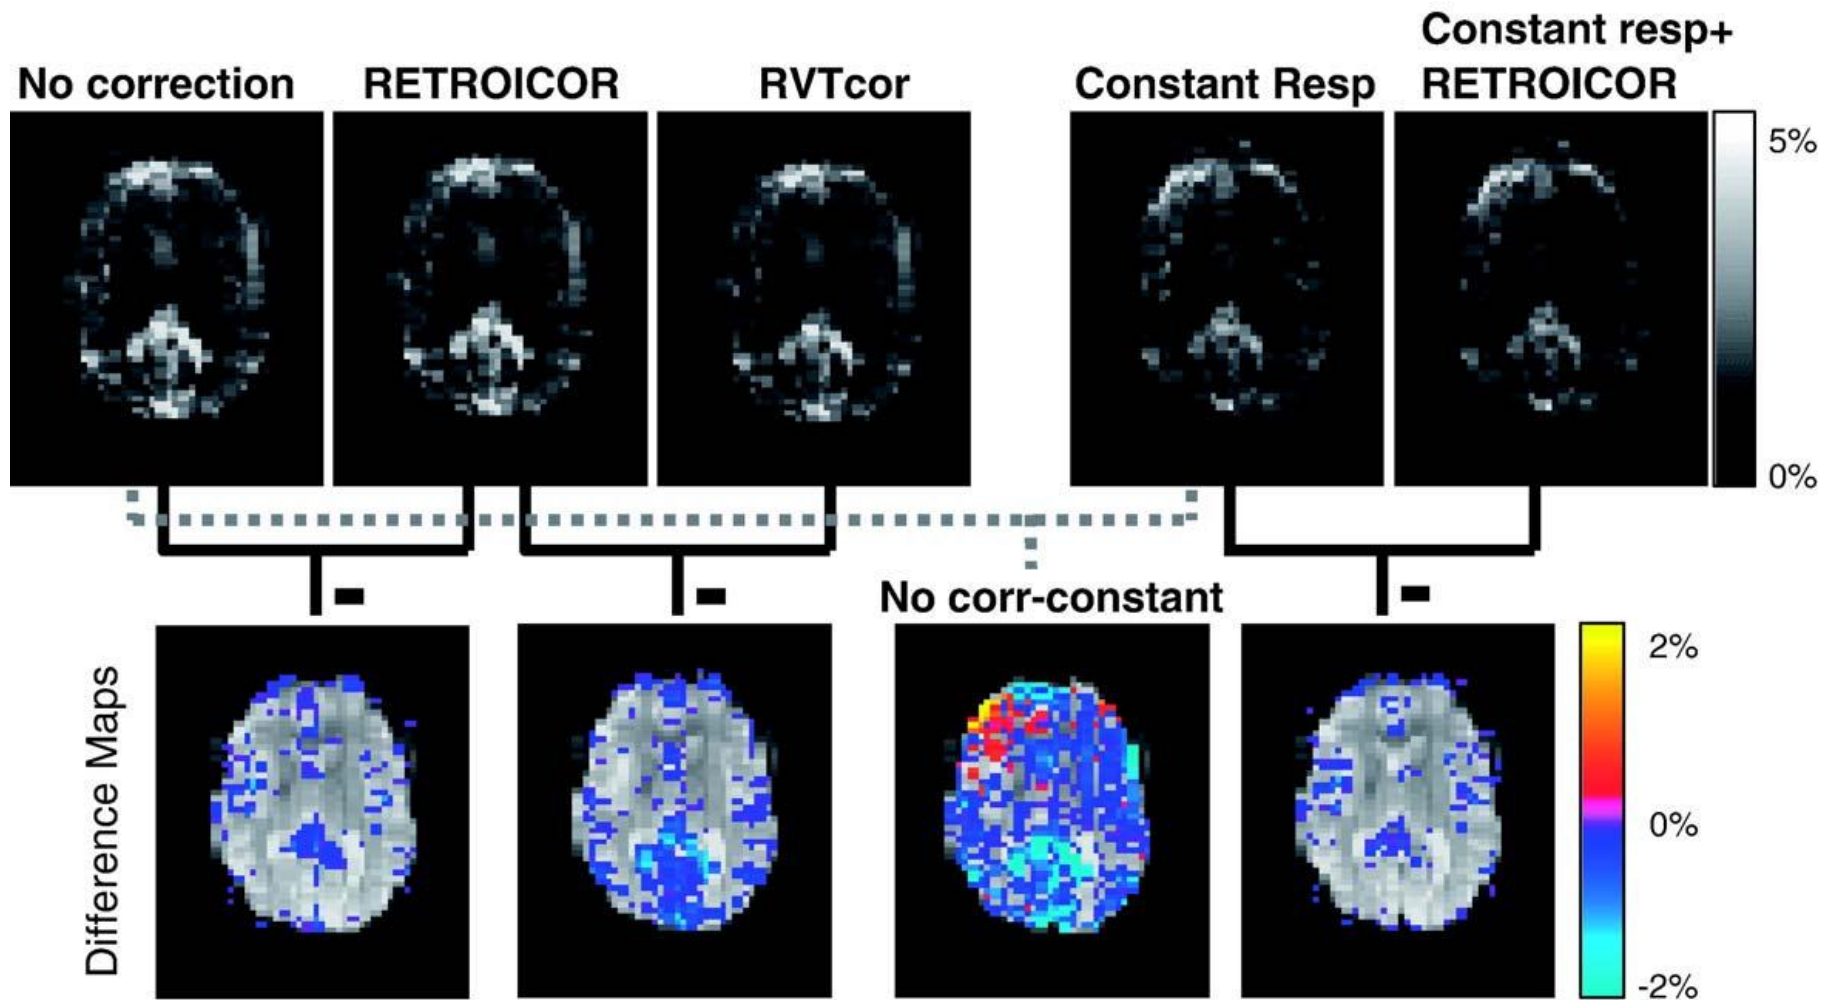 Constant resp+
No correction
RETROICOR
RVTcor
Constant Resp
RETROICOR
5%
0%
No corr-constant
Difference Maps
2%
0%
-2%